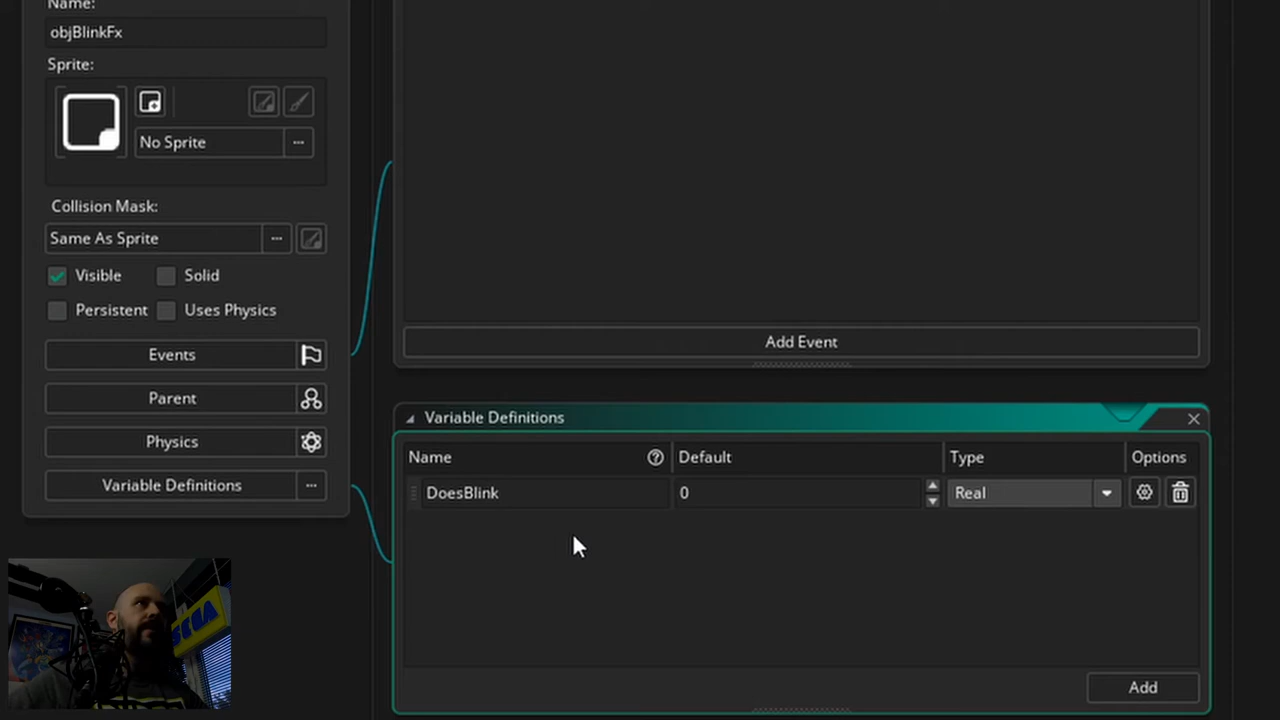 Name:
objBlinkFx
Sprite:
No Sprite
Collision Mask:
Same As Sprite
Visible
Solid
Persistent
Uses Physics
Events
Parent
Physics
Variable Definitions
Add Event
Variable Definitions
Name
Default
Type
Options
DoesBlink
0
Real
Add
SEGA